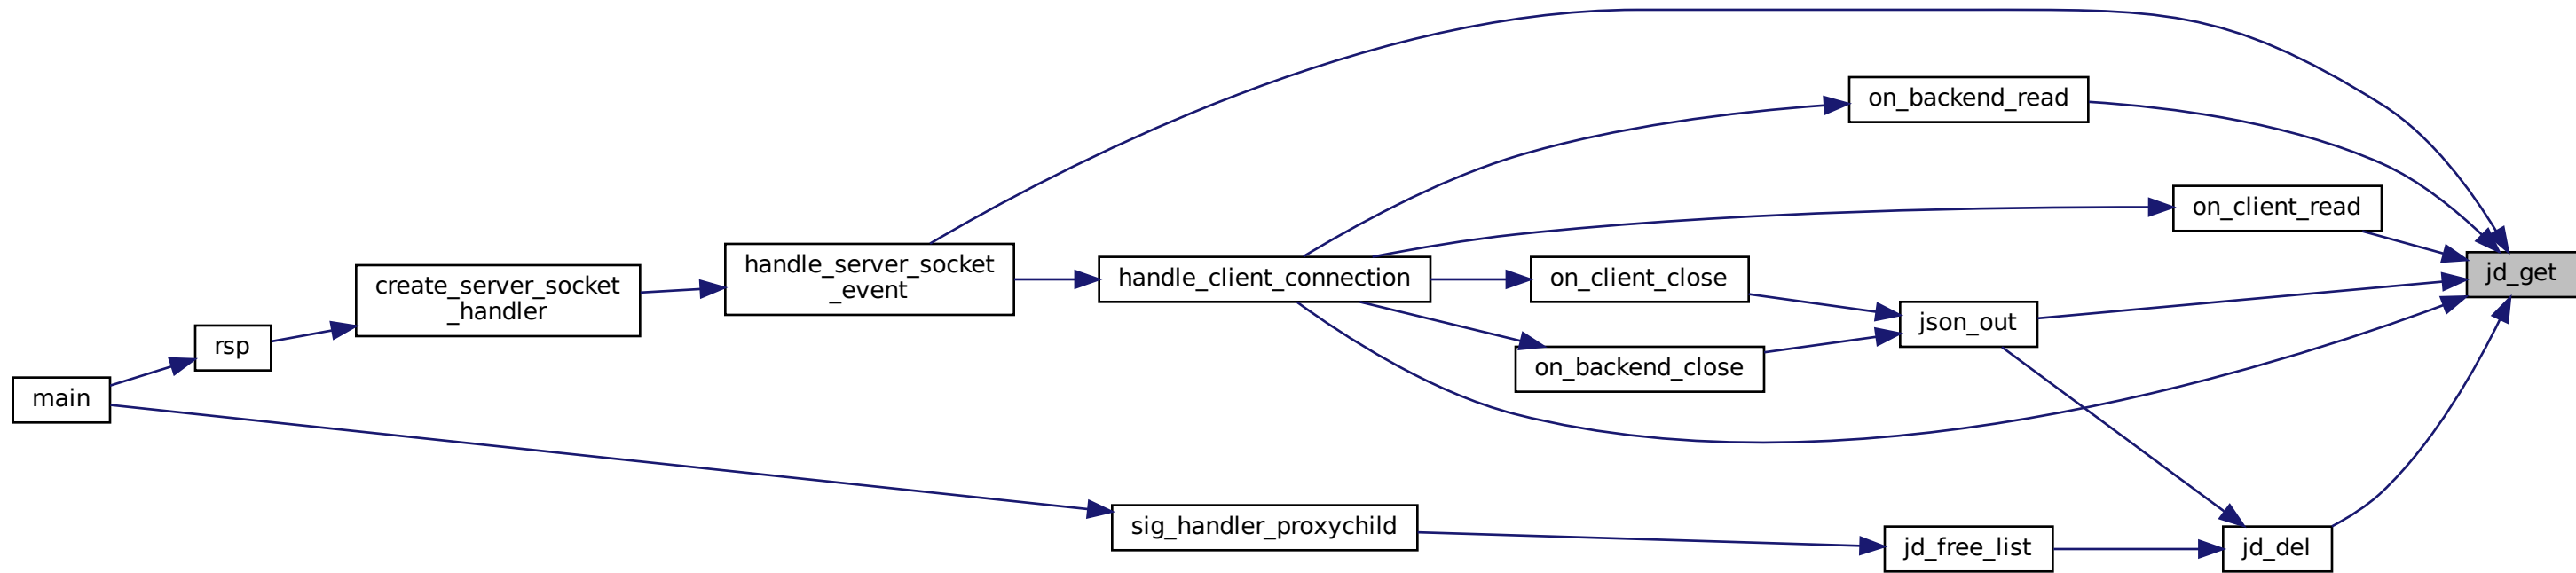 on_backend_read
on_client_read
handle_server_socket
_event
handle_client_connection
on_client_close
jd_get
create_server_socket
_handler
json_out
rsp
on_backend_close
main
sig_handler_proxychild
jd_free_list
jd_del